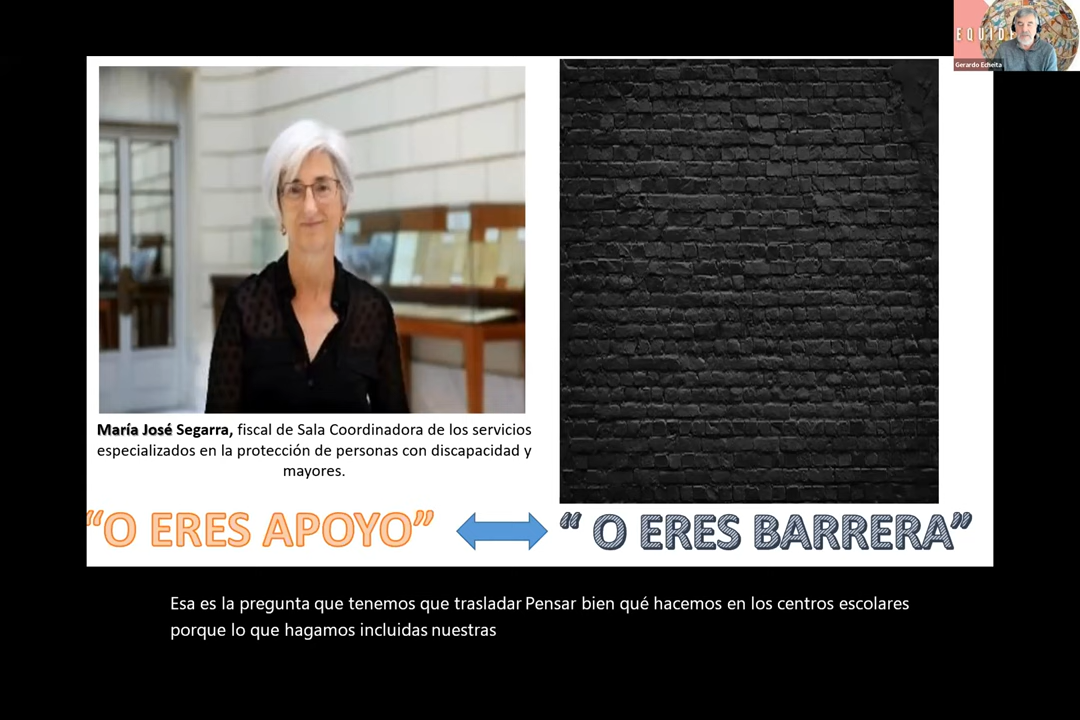 EQUID
Gerardo Echeita
María José Segarra, fiscal de Sala Coordinadora de los servicios
especializados en la protección de personas con discapacidad y
mayores.
“O ERES APOYO” “ O ERES BARRERA”
Esa es la pregunta que tenemos que trasladar Pensar bien qué hacemos en los centros escolares
porque lo que hagamos incluidas nuestras